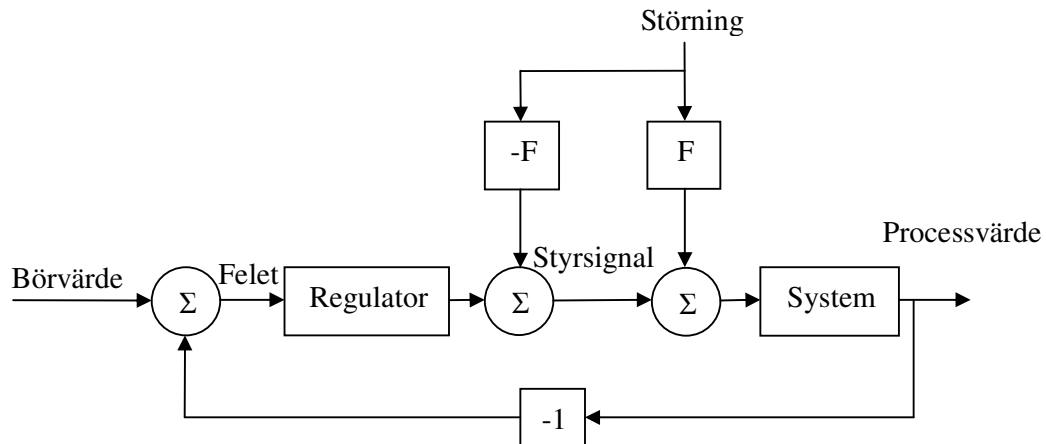 Störning
-F
F
Processvärde
Börvärde
Felet
Styrsignal
Σ
Regulator
Σ
Σ
System
-1